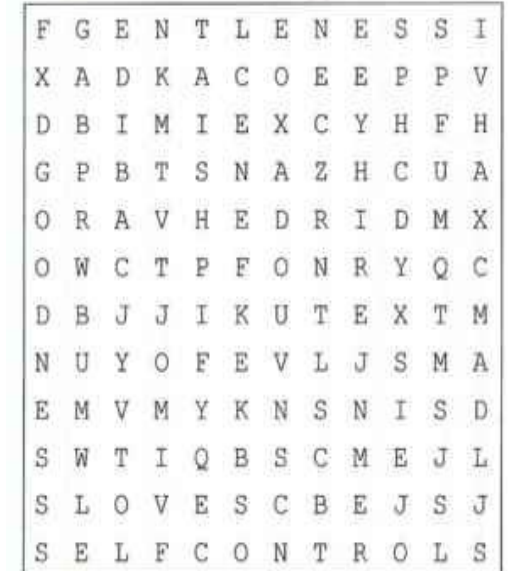 F G E N T L E N E S S I
X A D K A C O E E P P V
D B I M I E X C Y H F H
G P B T S N A Z H C U A
O R A V H E D R I D M X
O W C T P F O N R Y Q C
D B J J I K U T E X T M
N U Y O F E V L J S M A
E M V M Y K N S N I S D
S W T I Q B S C M E J L
S L O V E S C B E J S J
S E L F C O N T R O L S